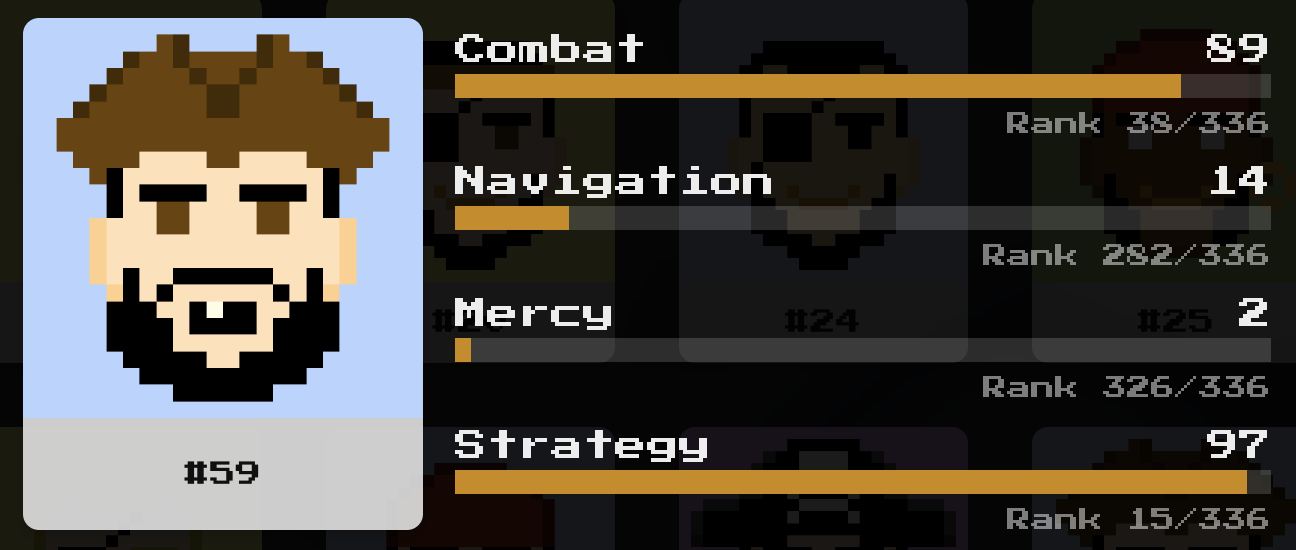 #59
Combat 89
Rank 38/336
Navigation 14
Rank 282/336
Mercy 2
Rank 326/336
Strategy 97
Rank 15/336
#24
#25